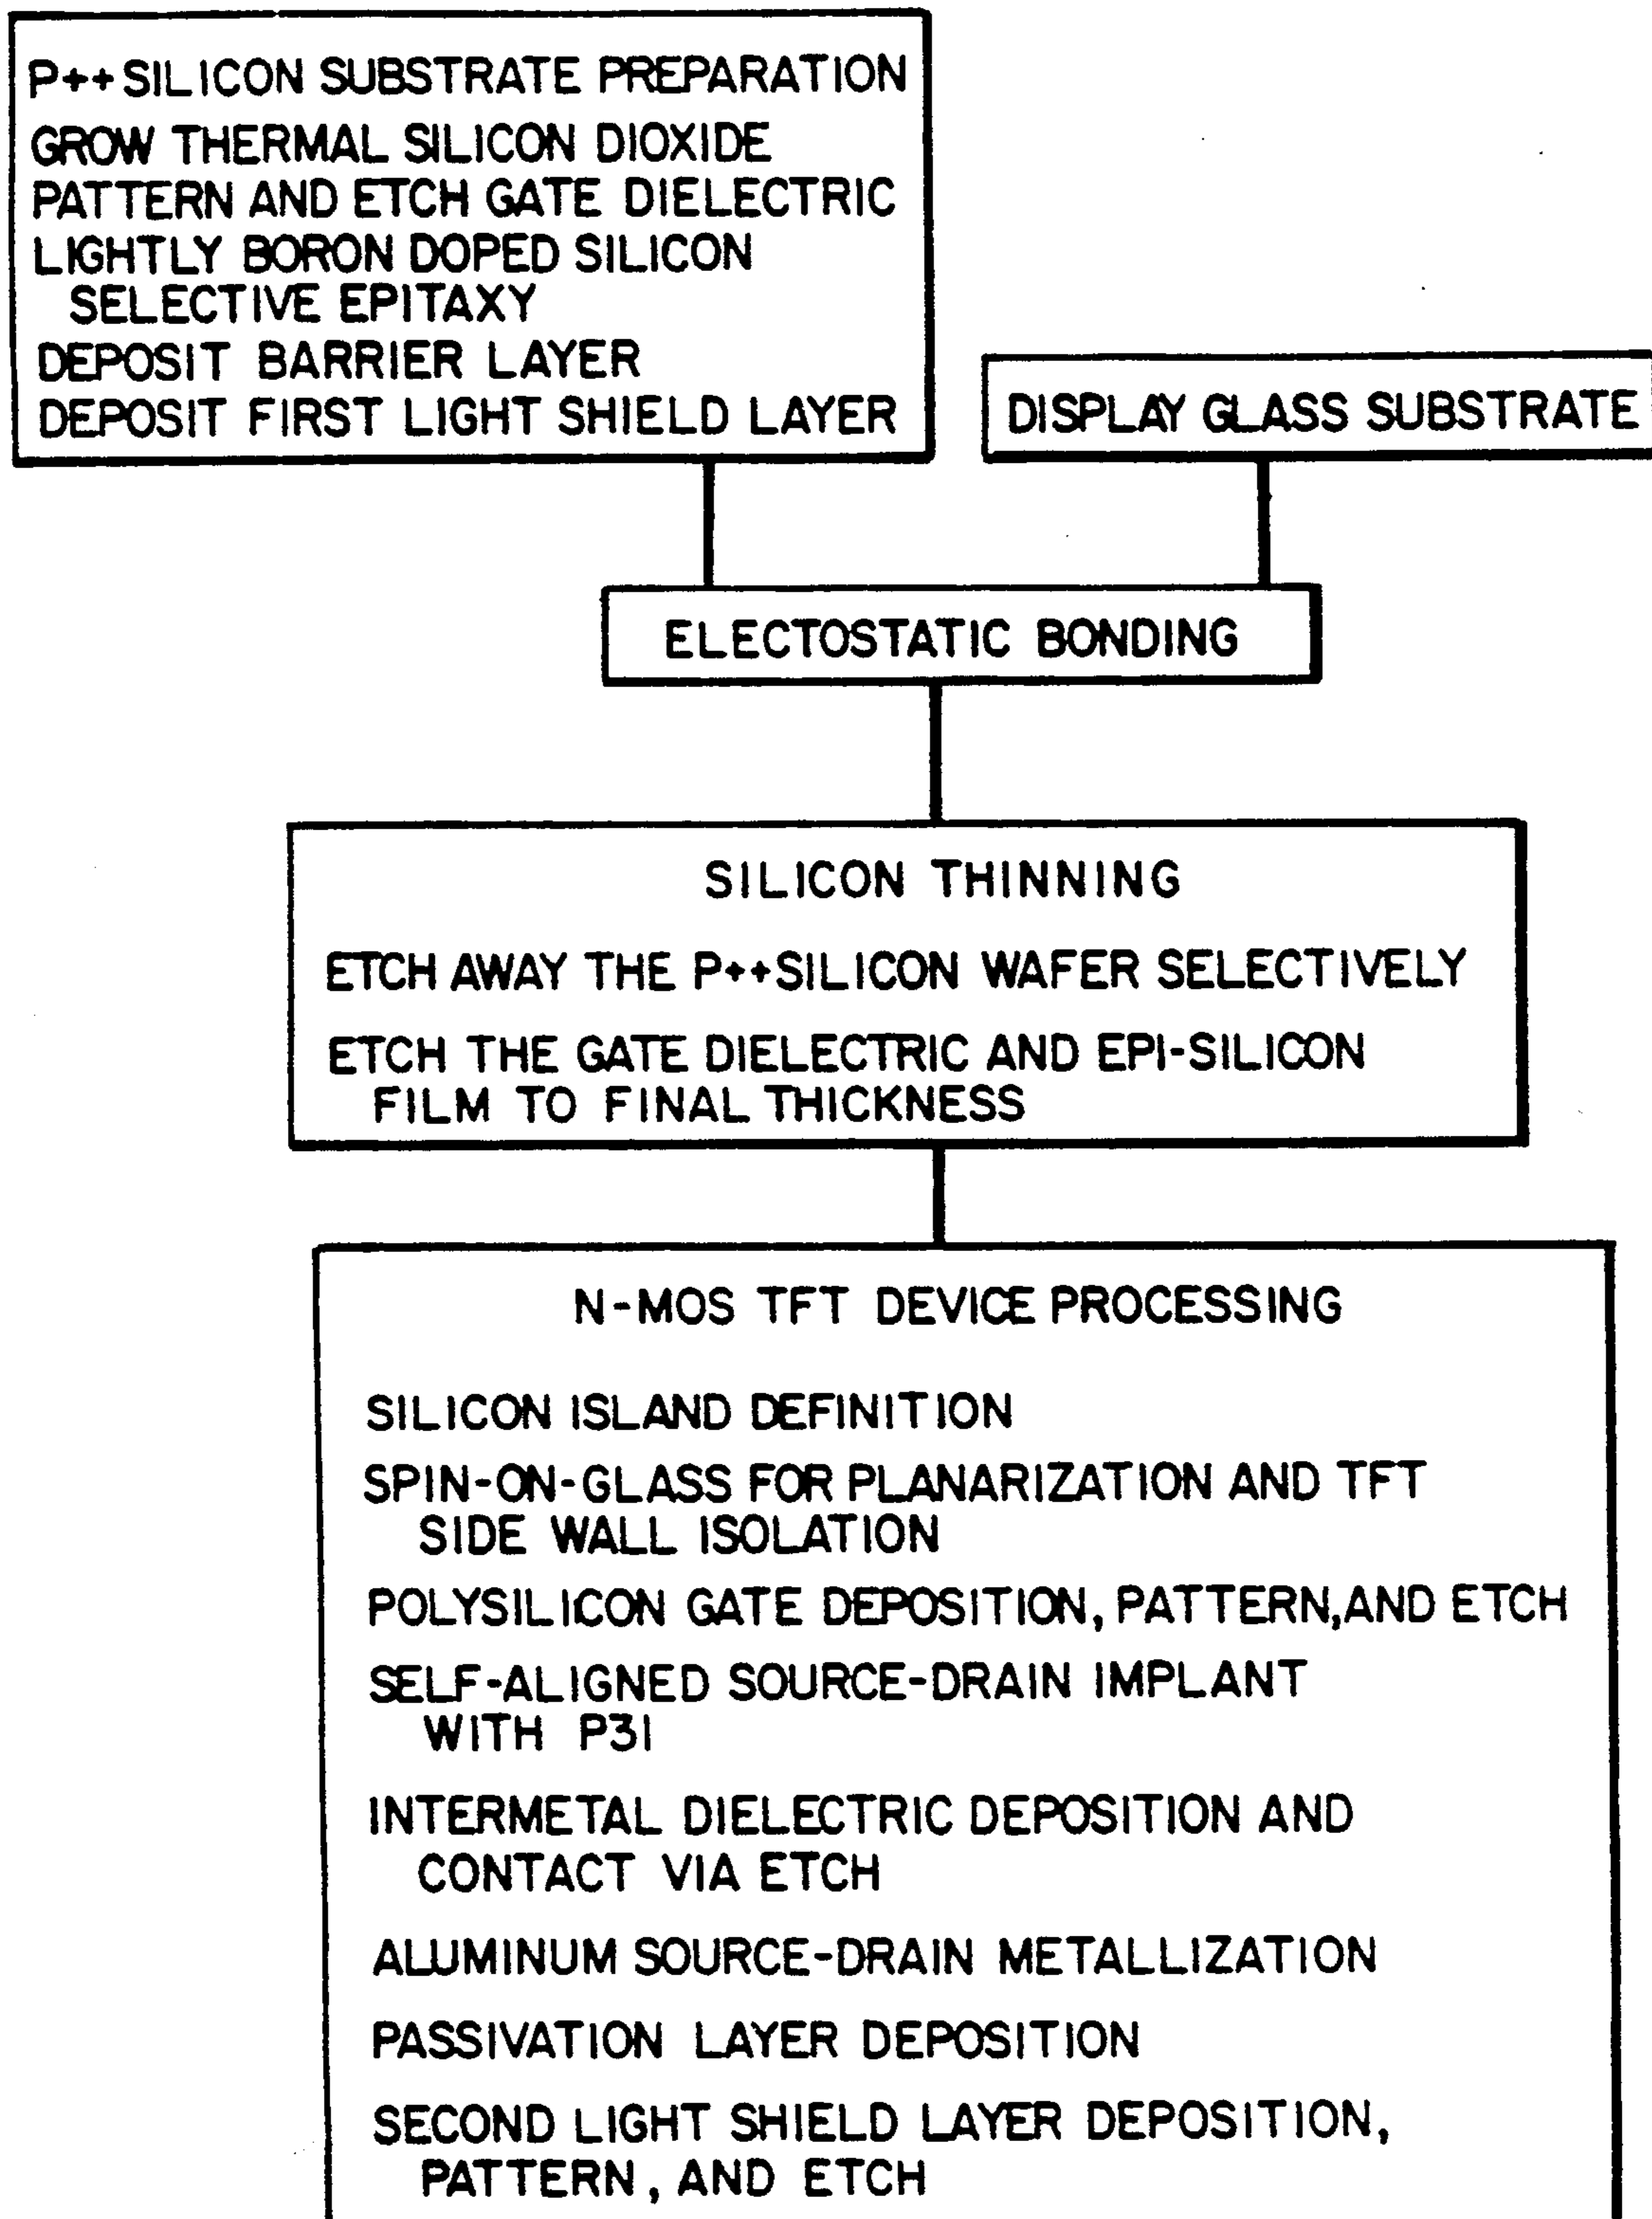 P++SILICON SUBSTRATE PREPARATION
GROW THERMAL SILICON DIOXIDE
PATTERN AND ETCH GATE DIELECTRIC
LIGHTLY BORON DOPED SILICON
SELECTIVE EPITAXY
DEPOSIT BARRIER LAYER
DEPOSIT FIRST LIGHT SHIELD LAYER
DISPLAY GLASS SUBSTRATE
ELECTOSTATIC BONDING
SILICON THINNING
ETCH AWAY THE P++SILICON WAFER SELECTIVELY
ETCH THE GATE DIELECTRIC AND EPI-SILICON
FILM TO FINAL THICKNESS
N-MOS TFT DEVICE PROCESSING
SILICON ISLAND DEFINITION
SPIN-ON-GLASS FOR PLANARIZATION AND TFT
SIDE WALL ISOLATION
POLYSILICON GATE DEPOSITION, PATTERN,AND ETCH
SELF-ALIGNED SOURCE-DRAIN IMPLANT
WITH P31
INTERMETAL DIELECTRIC DEPOSITION AND
CONTACT VIA ETCH
ALUMINUM SOURCE-DRAIN METALLIZATION
PASSIVATION LAYER DEPOSITION
SECOND LIGHT SHIELD LAYER DEPOSITION,
PATTERN, AND ETCH